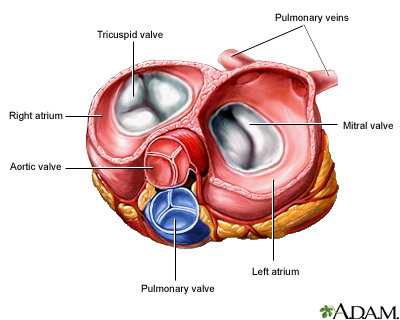 Pulmonary veins
Tricuspid valve
Right atrium
Mitral valve
Aortic valve
Left atrium
Pulmonary valve
A.D.A.M.